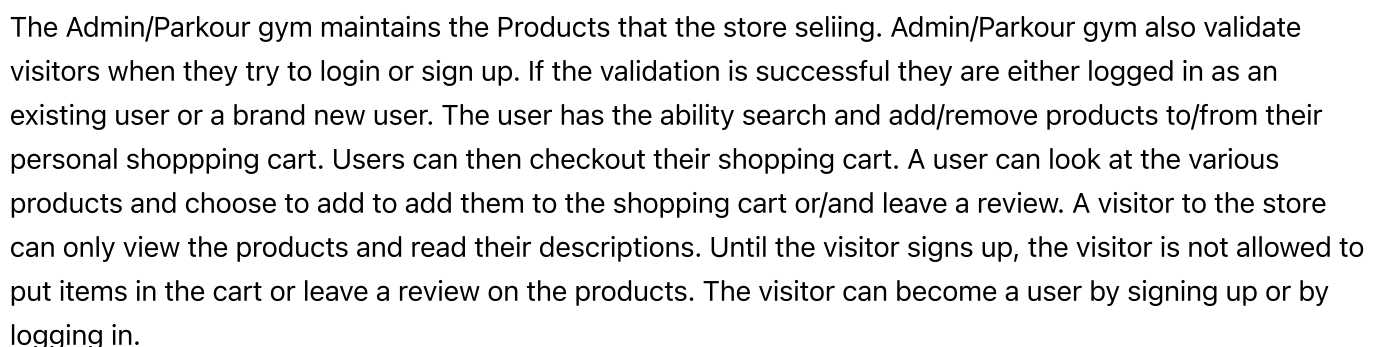 The Admin/Parkour gym maintains the Products that the store seliing. Admin/Parkour gym also validate
visitors when they try to login or sign up. If the validation is successful they are either logged in as an
existing user or a brand new user. The user has the ability search and add/remove products to/from their
personal shoppping cart. Users can then checkout their shopping cart. A user can look at the various
products and choose to add to add them to the shopping cart or/and leave a review. A visitor to the store
can only view the products and read their descriptions. Until the visitor signs up, the visitor is not allowed to
put items in the cart or leave a review on the products. The visitor can become a user by signing up or by
logging in.